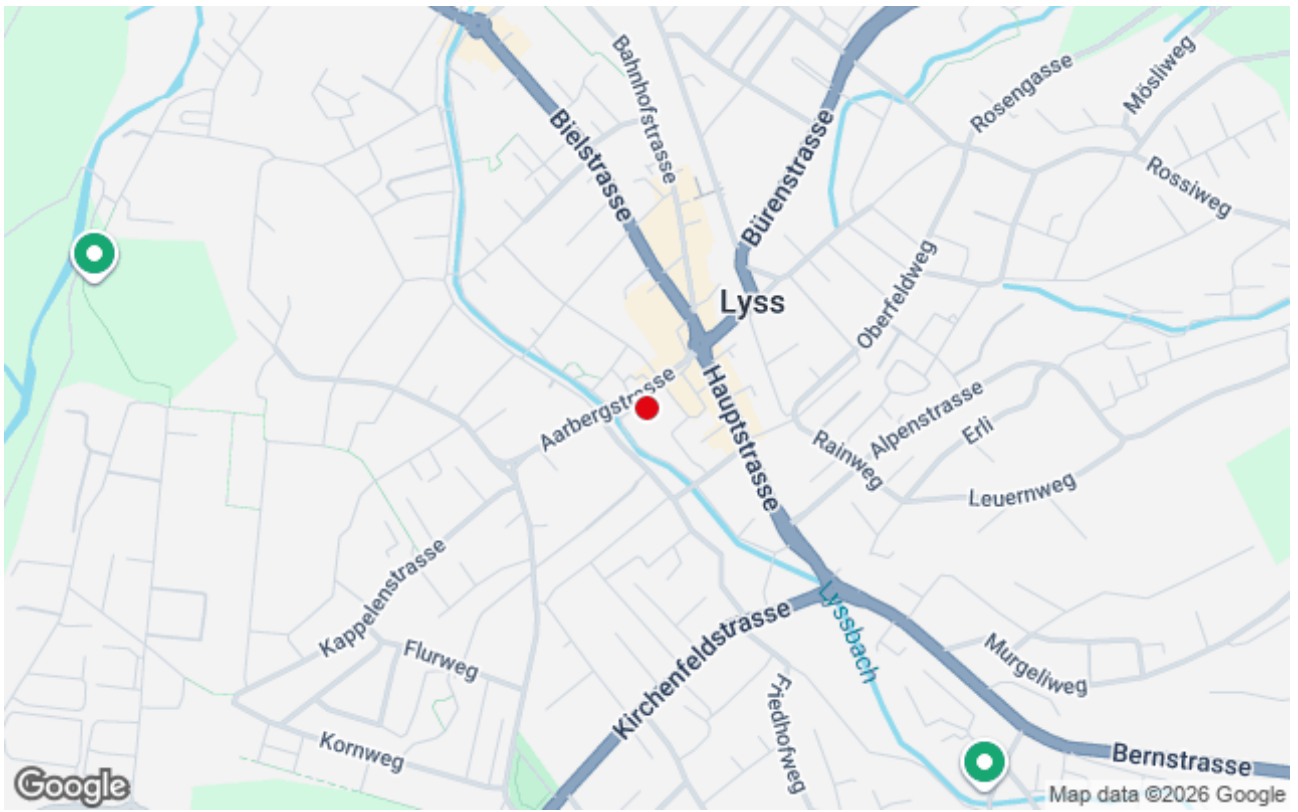 Bahnhofstrasse
Bielstrasse
Bürenstrasse
Rosengasse
Mösliweg
Rossiweg
Lyss
Oberfeldweg
Aarbergstrasse
Hauptstrasse
Alpenstrasse
Erli
Rainweg
Leuernweg
Kappelenstrasse
Flurweg
Kirchenfeldstrasse
Lyssbach
Murgeliweg
Friedhofweg
Kornweg
Bernstrasse
Google
Map data ©2026 Google